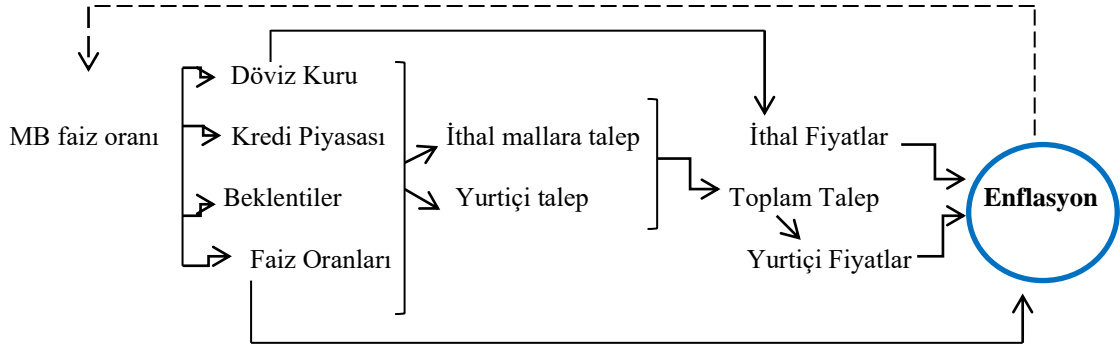 Döviz Kuru
MB faiz oranı
Kredi Piyasası
Beklentiler
Faiz Oranları
İthal mallara talep
Yurtiçi talep
İthal Fiyatlar
Toplam Talep
Yurtiçi Fiyatlar
Enflasyon